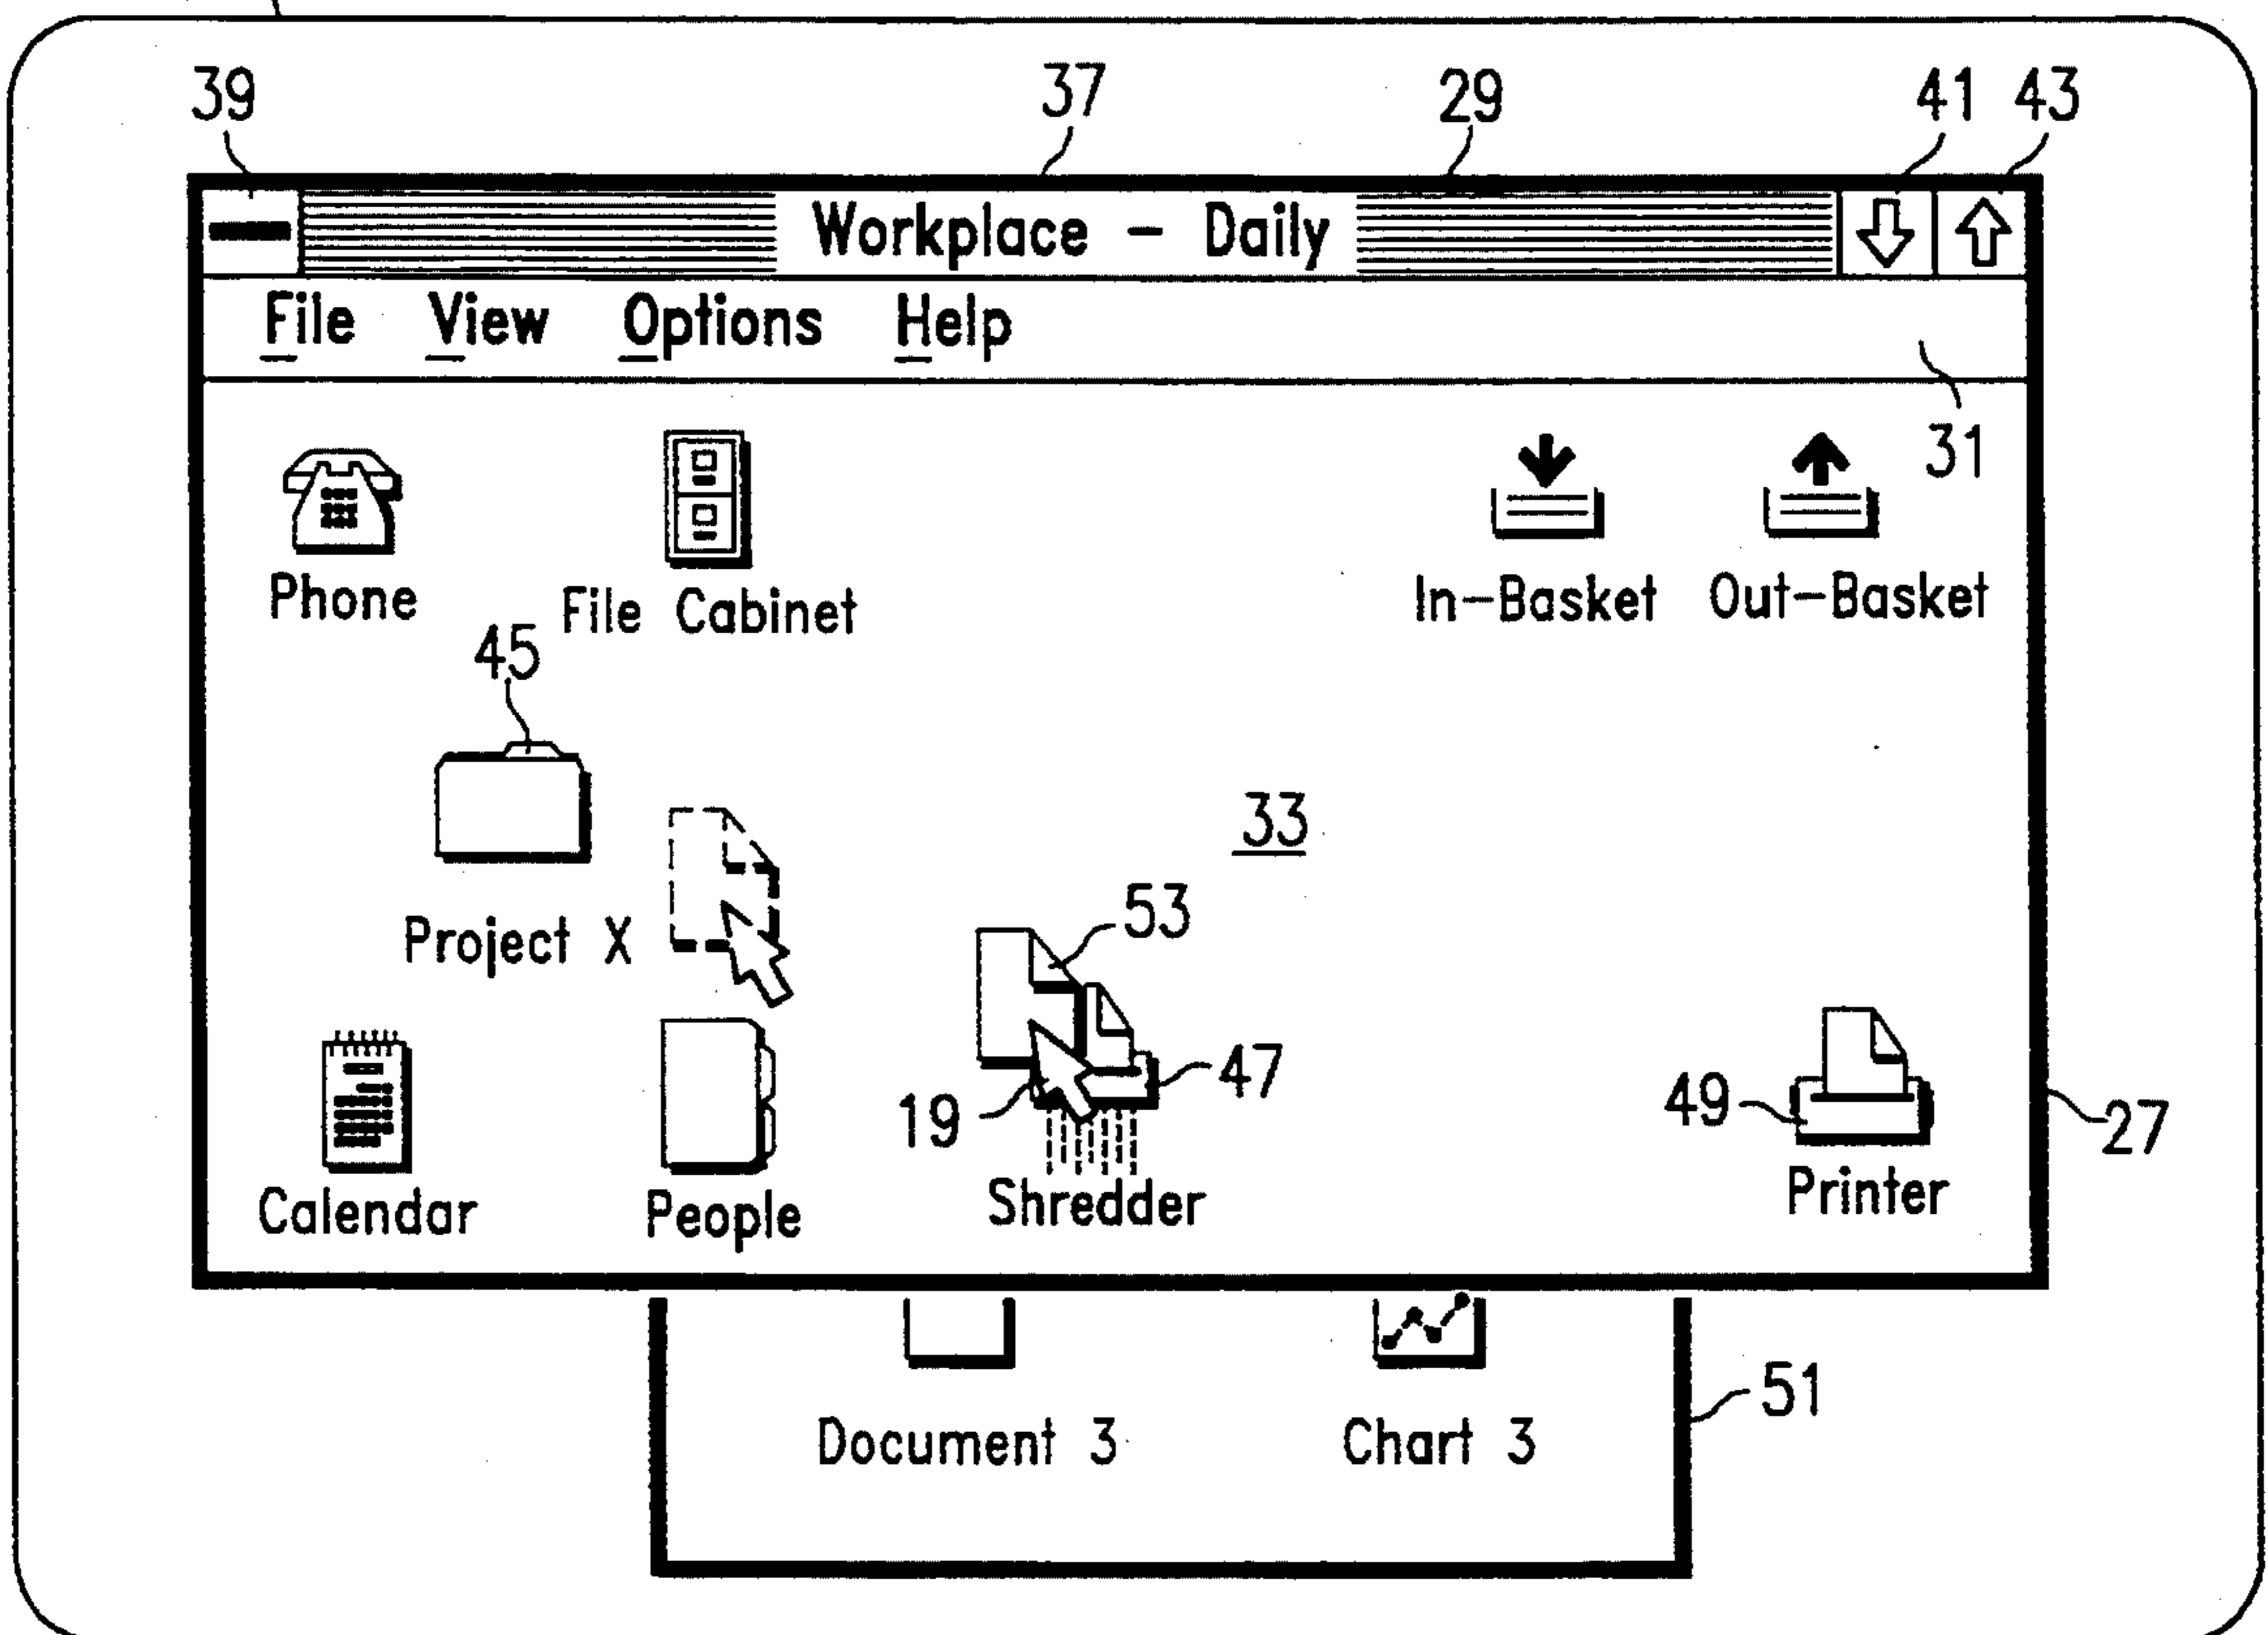 39 37 29 41 43
Workplace - Daily
File View Options Help
31
Phone File Cabinet In-Basket Out-Basket
45
33
Project X
53
47
19
49
27
Calendar People Shredder Printer
51
Document 3 Chart 3